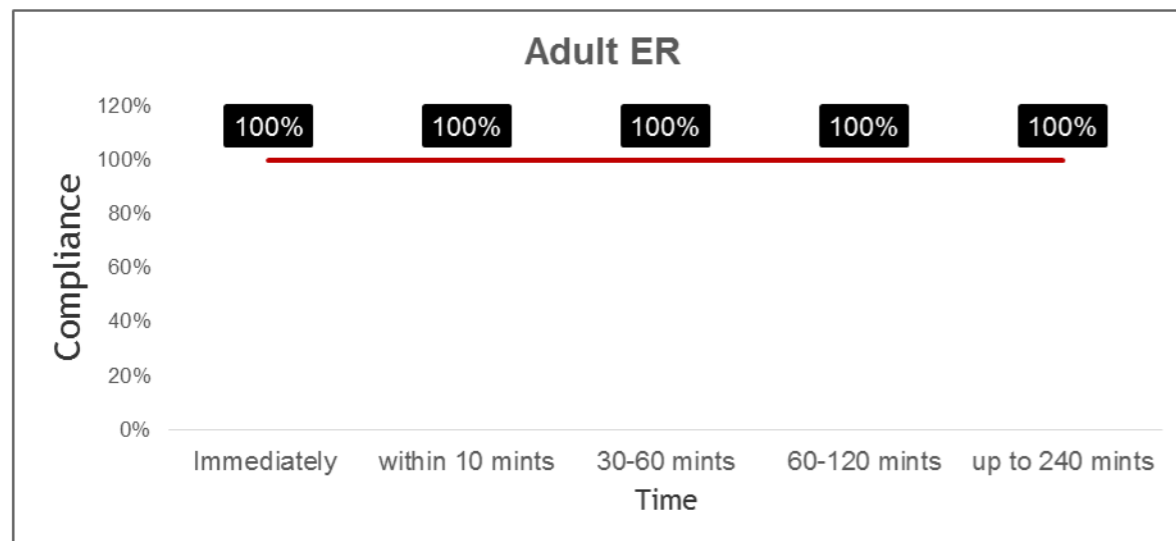 Adult ER
120%
100% 100% 100% 100% 100%
100%
80%
60%
40%
20%
0%
Compliance
Immediately within 10 mints 30-60 mints 60-120 mints up to 240 mints
Time